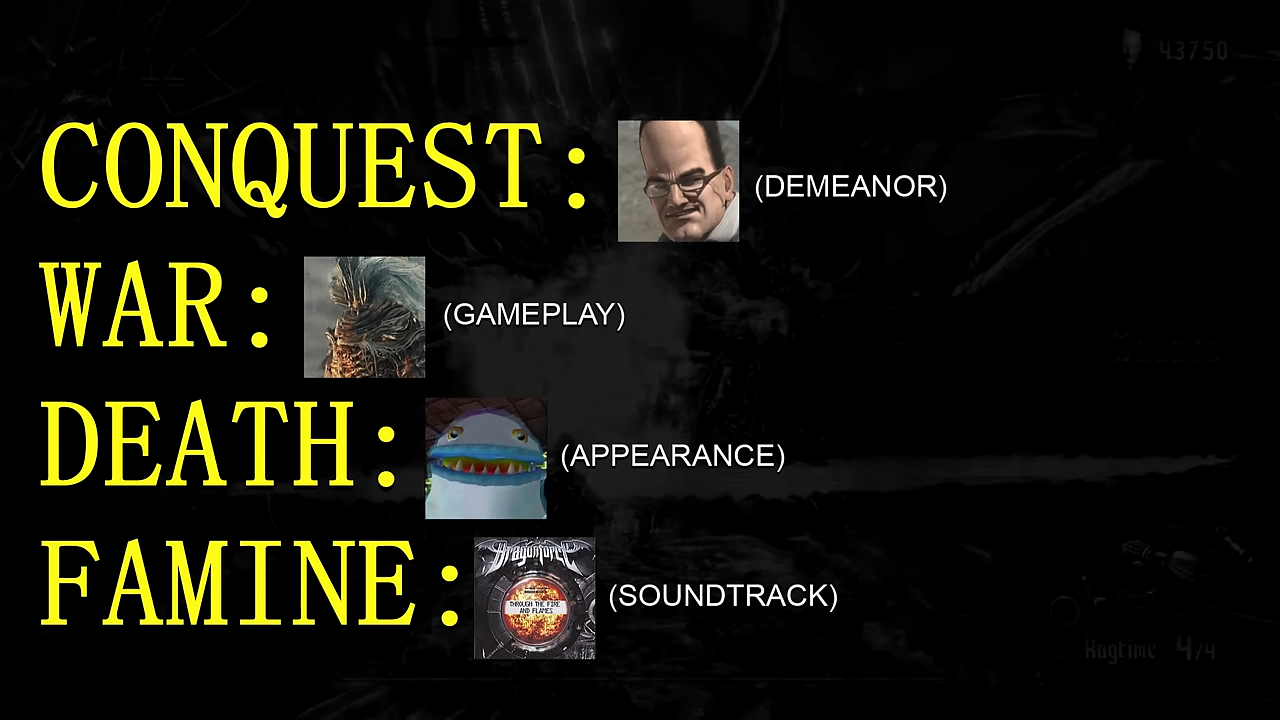 43750
CONQUEST: (DEMEANOR)
WAR: (GAMEPLAY)
DEATH: (APPEARANCE)
FAMINE: (SOUNDTRACK)
DragonForce
THROUGH THE FIRE
AND FLAMES
Ragtime 4/4